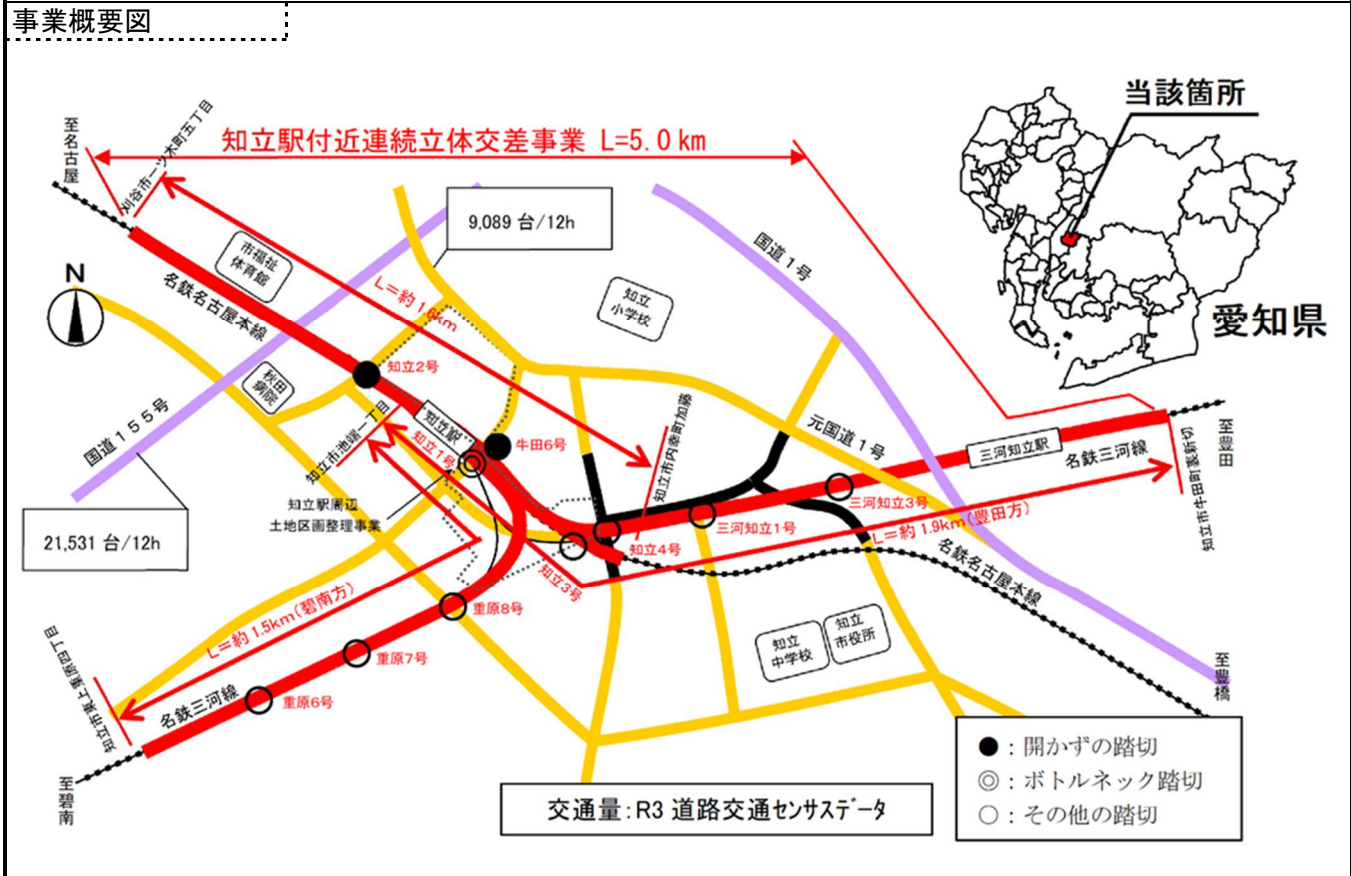 事業概要図
当該箇所
愛知県
知立駅付近連続立体交差事業 L=5.0 km
至名古屋
刈谷市一ツ木町五丁目
9,089 台/12h
国道1号
市福祉
体育館
知立
小学校
N
名鉄名古屋本線
L=約1.6km
知立2号
秋田
病院
国道155号
知立市池端一丁目
知立駅
知立1号
牛田6号
知立市内幸町加藤
元国道1号
三河知立駅
名鉄三河線
至豊田
知立駅周辺
土地区画整理事業
三河知立3号
三河知立1号
L=約1.9km(豊田方)
21,531 台/12h
知立4号
知立3号
名鉄名古屋本線
重原8号
L=約1.5km(碧南方)
知立
中学校
知立
市役所
重原7号
重原6号
名鉄三河線
至碧南
至豊橋
交通量:R3 道路交通センサスデータ
●:開かずの踏切
◎:ボトルネック踏切
○:その他の踏切